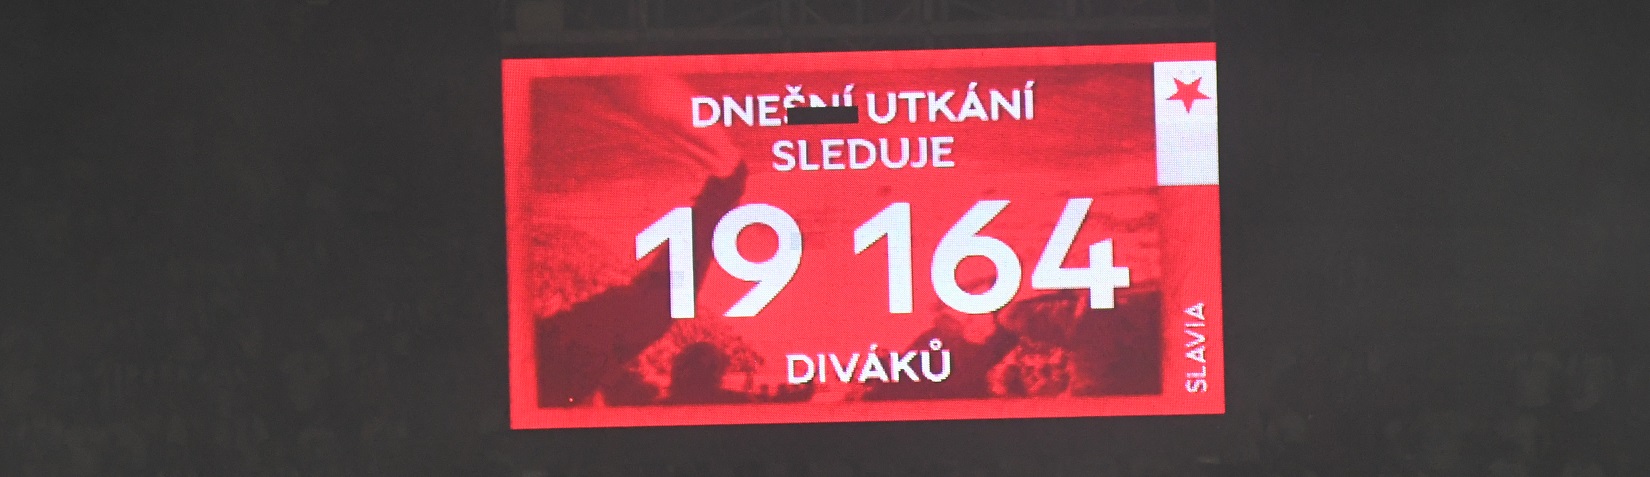 DNEŠNÍ UTKÁNÍ
SLEDUJE
19 164
DIVÁKŮ
SLAVIA